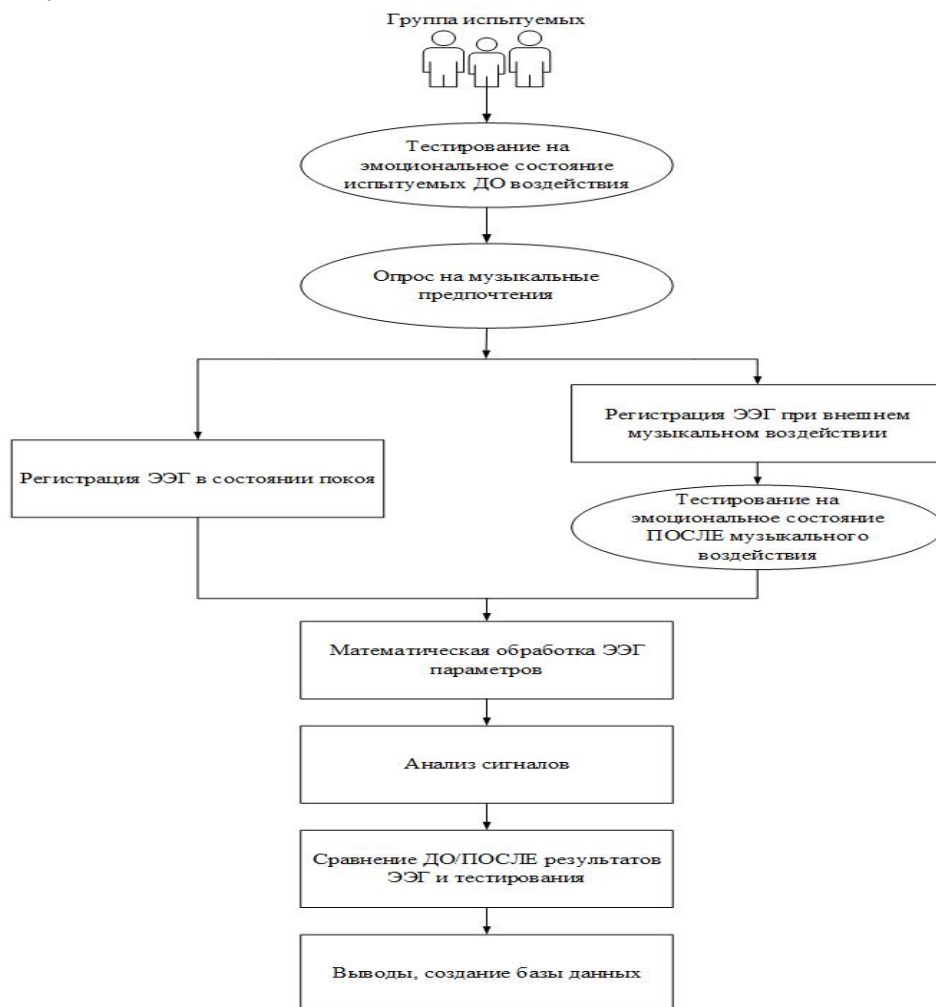 Группа испытуемых
Тестирование на
эмоциональное состояние
испытуемых ДО воздействия
Опрос на музыкальные
предпочтения
Регистрация ЭЭГ в состоянии покоя
Регистрация ЭЭГ при внешнем
музыкальном воздействии
Тестирование на
эмоциональное состояние
ПОСЛЕ музыкального
воздействия
Математическая обработка ЭЭГ
параметров
Анализ сигналов
Сравнение ДО/ПОСЛЕ результатов
ЭЭГ и тестирования
Выводы, создание базы данных